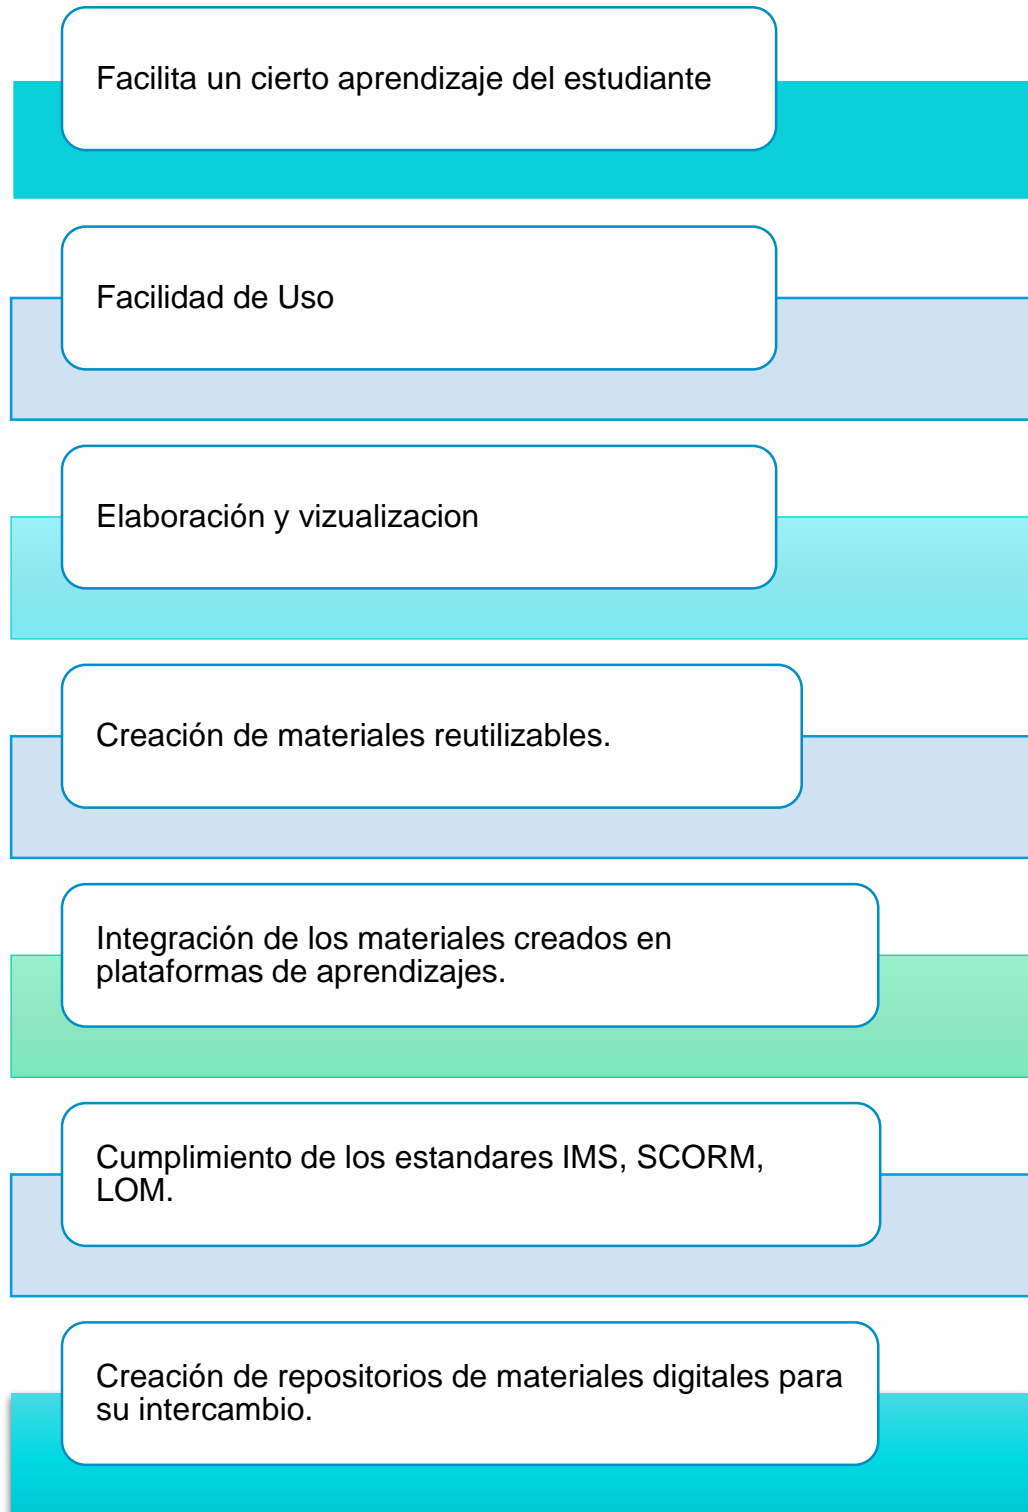 Facilita un cierto aprendizaje del estudiante
Facilidad de Uso
Elaboración y vizualizacion
Creación de materiales reutilizables.
Integración de los materiales creados en
plataformas de aprendizajes.
Cumplimiento de los estandares IMS, SCORM,
LOM.
Creación de repositorios de materiales digitales para
su intercambio.